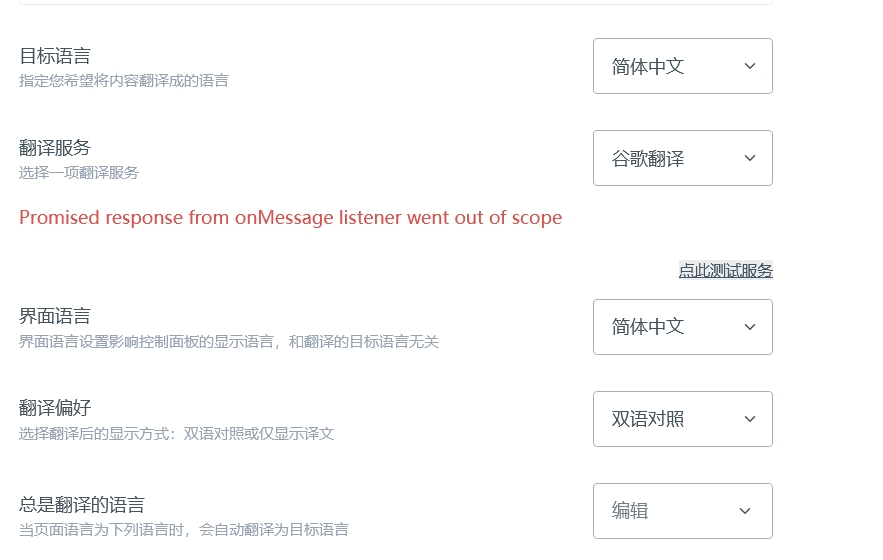 目标语言
简体中文
指定您希望将内容翻译成的语言
翻译服务
谷歌翻译
选择一项翻译服务
Promised response from onMessage listener went out of scope
点此测试服务
界面语言
简体中文
界面语言设置影响控制面板的显示语言，和翻译的目标语言无关
翻译偏好
双语对照
选择翻译后的显示方式：双语对照或仅显示译文
总是翻译的语言
编辑
当页面语言为下列语言时，会自动翻译为目标语言